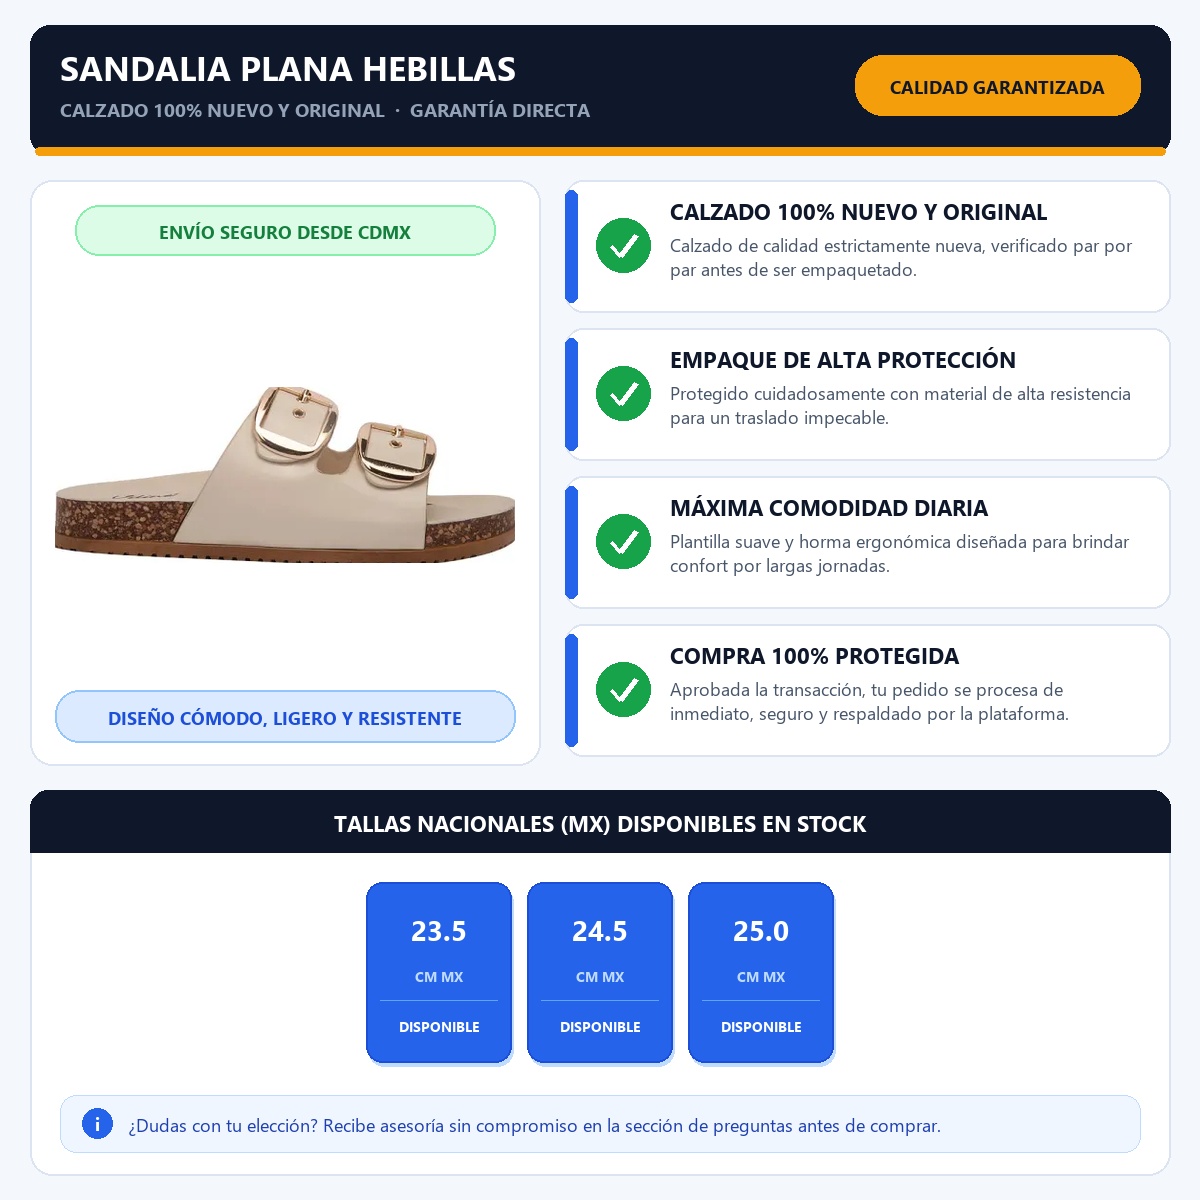 SANDALIA PLANA HEBILLAS
CALZADO 100% NUEVO Y ORIGINAL · GARANTÍA DIRECTA
CALIDAD GARANTIZADA
ENVÍO SEGURO DESDE CDMX
DISEÑO CÓMODO, LIGERO Y RESISTENTE
CALZADO 100% NUEVO Y ORIGINAL
Calzado de calidad estrictamente nueva, verificado par por
par antes de ser empaquetado.
EMPAQUE DE ALTA PROTECCIÓN
Protegido cuidadosamente con material de alta resistencia
para un traslado impecable.
MÁXIMA COMODIDAD DIARIA
Plantilla suave y horma ergonómica diseñada para brindar
confort por largas jornadas.
COMPRA 100% PROTEGIDA
Aprobada la transacción, tu pedido se procesa de
inmediato, seguro y respaldado por la plataforma.
TALLAS NACIONALES (MX) DISPONIBLES EN STOCK
23.5
CM MX
DISPONIBLE
24.5
CM MX
DISPONIBLE
25.0
CM MX
DISPONIBLE
¿Dudas con tu elección? Recibe asesoría sin compromiso en la sección de preguntas antes de comprar.